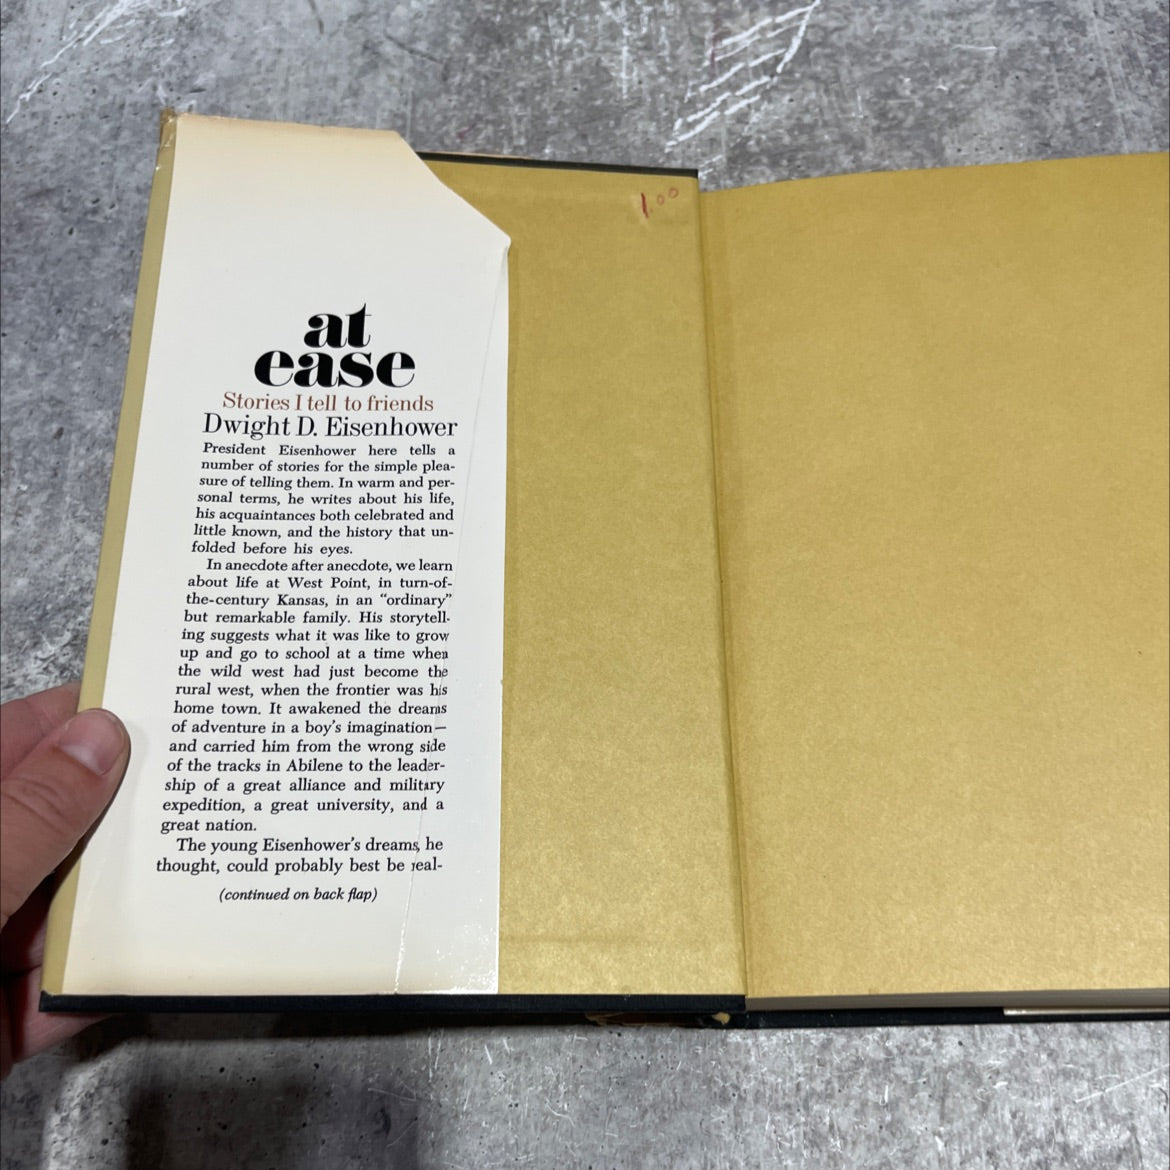 1.00
at
ease
Stories I tell to friends
Dwight D. Eisenhower
President Eisenhower here tells a
number of stories for the simple plea-
sure of telling them. In warm and per-
sonal terms, he writes about his life,
his acquaintances both celebrated and
little known, and the history that un-
folded before his eyes.
In anecdote after anecdote, we learn
about life at West Point, in turn-of-
the-century Kansas, in an “ordinary”
but remarkable family. His storytell-
ing suggests what it was like to grow
up and go to school at a time when
the wild west had just become the
rural west, when the frontier was his
home town. It awakened the dreams
of adventure in a boy's imagination—
and carried him from the wrong side
of the tracks in Abilene to the leader-
ship of a great alliance and military
expedition, a great university, and a
great nation.
The young Eisenhower's dreams, he
thought, could probably best be real-
(continued on back flap)